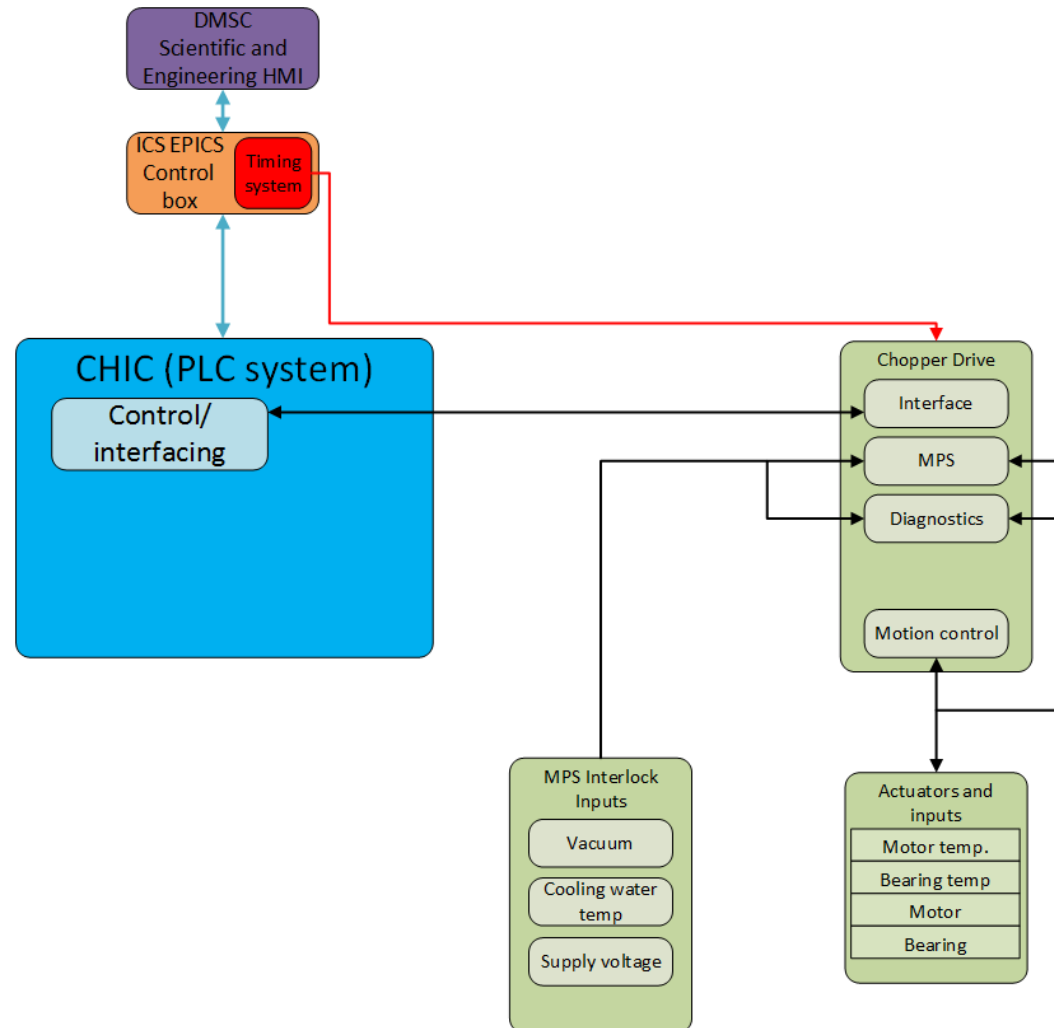 DMSC
Scientific and
Engineering HMI
ICS EPICS
Control
box
Timing
system
CHIC (PLC system)
Control/
interfacing
Chopper Drive
Interface
MPS
Diagnostics
Motion control
MPS Interlock
Inputs
Vacuum
Cooling water
temp
Supply voltage
Actuators and
inputs
Motor temp.
Bearing temp
Motor
Bearing